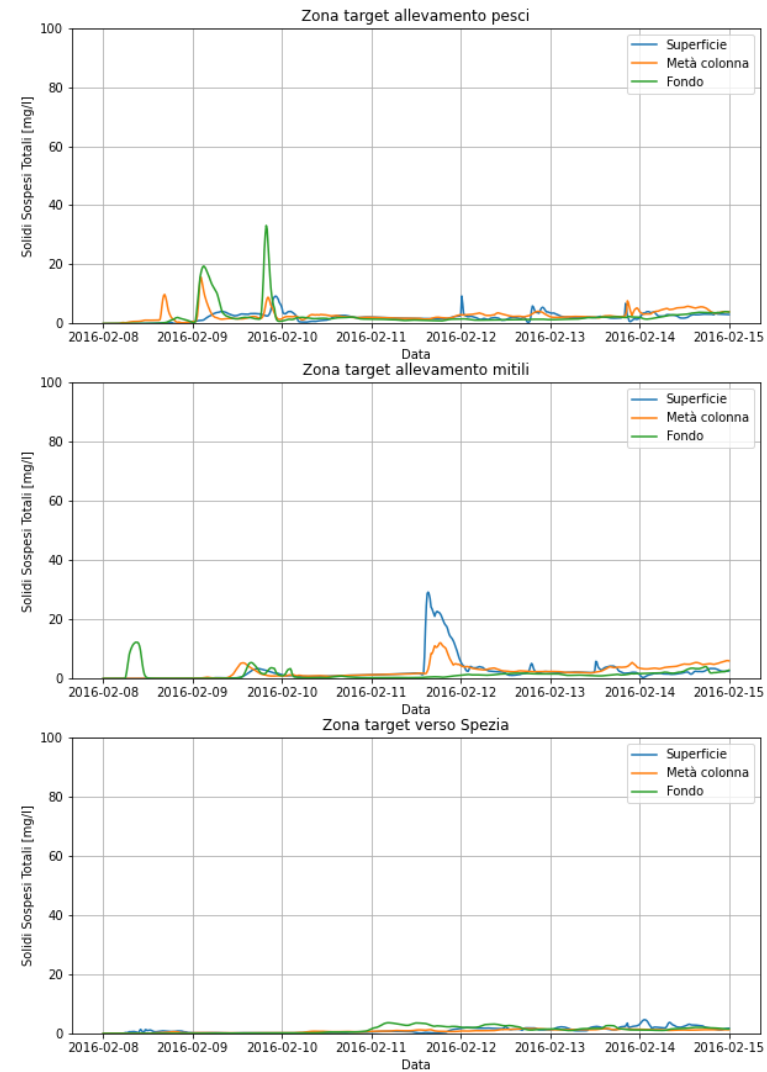 Zona target allevamento pesci
100
80
60
40
20
0
Solidi Sospesi Totali [mg/l]
Superficie
Metà colonna
Fondo
2016-02-08 2016-02-09 2016-02-10 2016-02-11 2016-02-12 2016-02-13 2016-02-14 2016-02-15
Data
Zona target allevamento mitili
100
80
60
40
20
0
Solidi Sospesi Totali [mg/l]
Superficie
Metà colonna
Fondo
2016-02-08 2016-02-09 2016-02-10 2016-02-11 2016-02-12 2016-02-13 2016-02-14 2016-02-15
Data
Zona target verso Spezia
100
80
60
40
20
0
Solidi Sospesi Totali [mg/l]
Superficie
Metà colonna
Fondo
2016-02-08 2016-02-09 2016-02-10 2016-02-11 2016-02-12 2016-02-13 2016-02-14 2016-02-15
Data